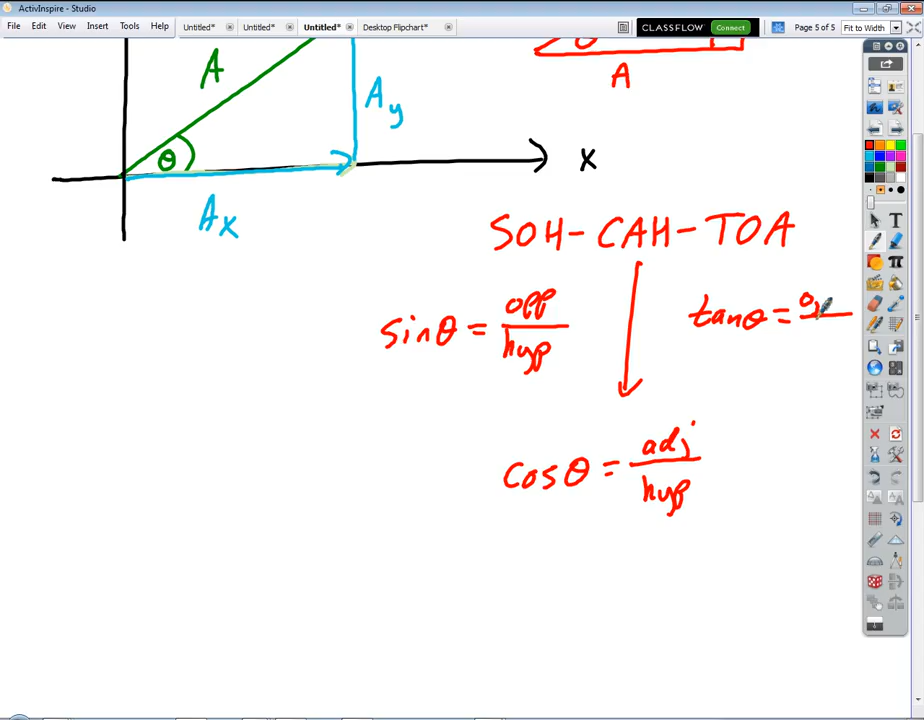 ActivInspire - Studio
File Edit View Insert Tools Help
Untitled* Untitled* Untitled* Desktop Flipchart*
CLASSFLOW Connect
Page 5 of 5 Fit to Width
A
θ
Ay
Ax
x
A
SOH - CAH - TOA
sinθ = opp
hyp
tanθ =
cosθ = adj
hyp
T
π